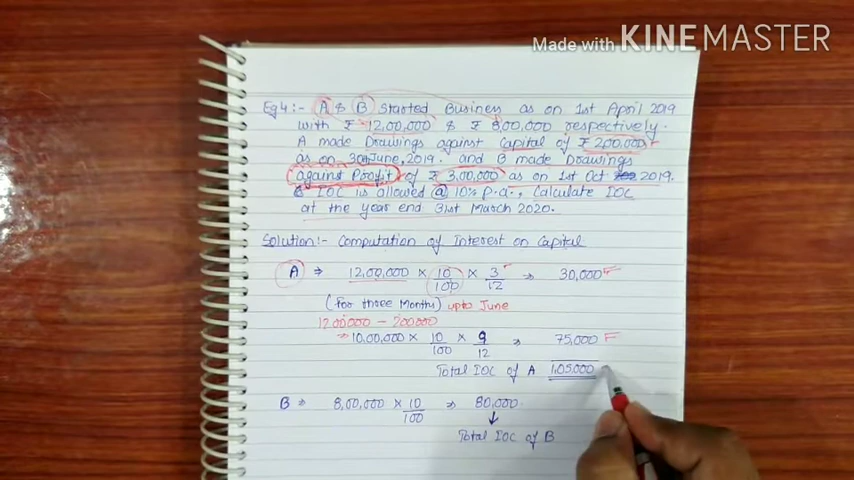 Made with KINEMASTER
Eg4:- A & B Started Business as on 1st April 2019
with ₹ 12,00,000 & ₹ 8,00,000 respectively.
A made Drawings against Capital of ₹ 200,000
as on 30th June, 2019. and B made Drawings
against Profit of ₹ 3,00,000 as on 1st Oct 2019.
IOC is allowed @ 10% p.a., Calculate IOC
at the year end 31st March 2020.
Solution:- Computation of Interest on Capital
A ⇒ 12,00,000 × 10/100 × 3/12 ⇒ 30,000
(For three Months) upto June
1200000 - 200000
⇒ 10,00,000 × 10/100 × 9/12 ⇒ 75,000
Total IOC of A 1,05,000
B ⇒ 8,00,000 × 10/100 ⇒ 80,000
↓
Total IOC of B